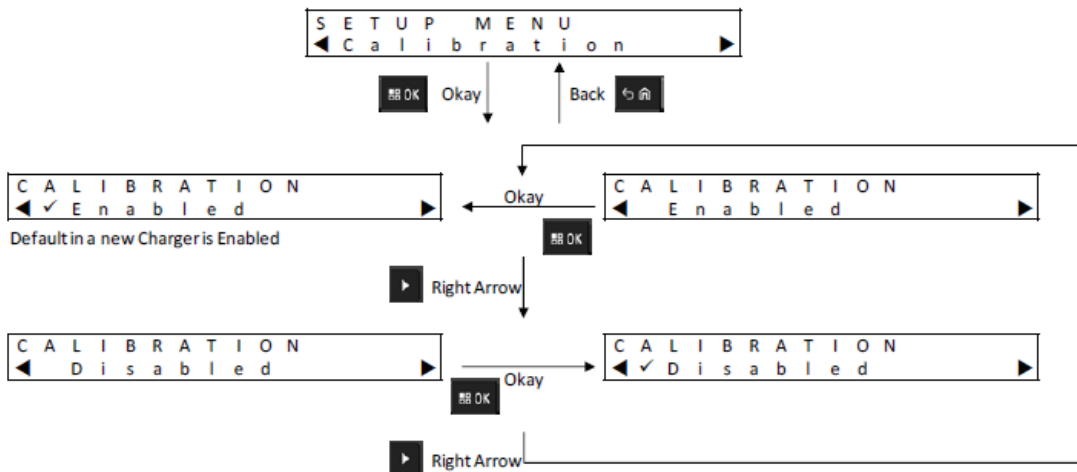 SETUP MENU
◀ Calibration ▶
OK Okay Back
CALIBRATION
◀ ✓ Enabled ▶
Default in a new Charger is Enabled
Okay
OK
CALIBRATION
◀ Enabled ▶
Right Arrow
CALIBRATION
◀ Disabled ▶
Okay
OK
CALIBRATION
◀ ✓ Disabled ▶
Right Arrow